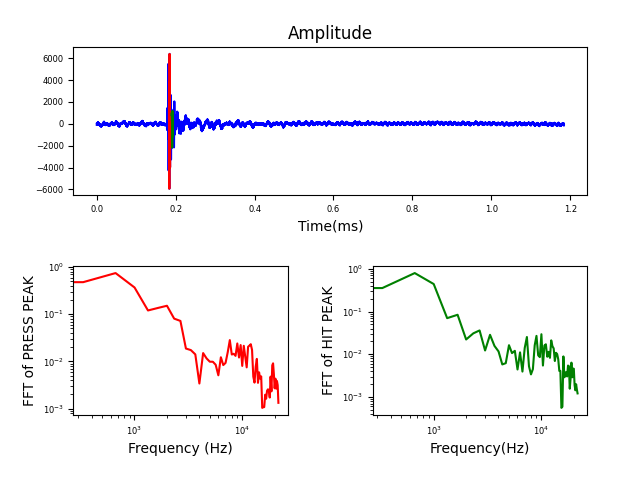 Amplitude
6000
4000
2000
0
−2000
−4000
−6000
0.0 0.2 0.4 0.6 0.8 1.0 1.2
Time(ms)
FFT of PRESS PEAK
10⁰
10⁻¹
10⁻²
10⁻³
10³ 10⁴
Frequency (Hz)
FFT of HIT PEAK
10⁰
10⁻¹
10⁻²
10⁻³
10³ 10⁴
Frequency(Hz)